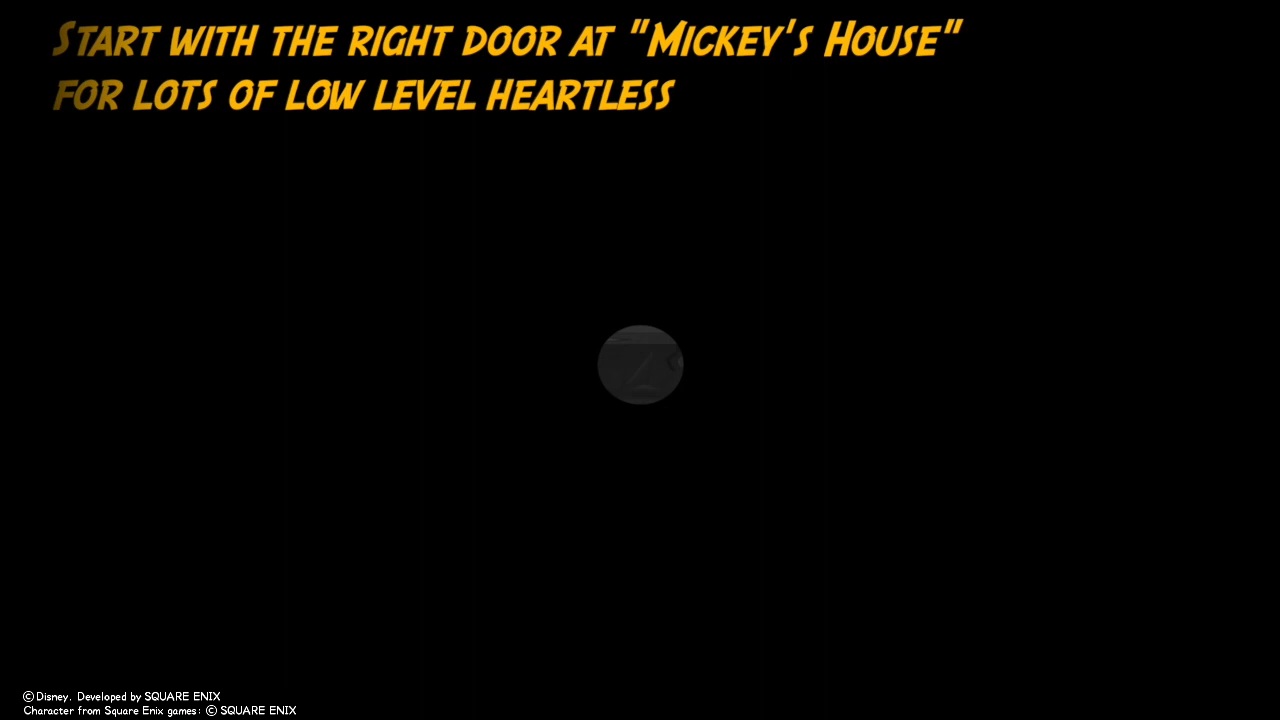 Start with the right door at "Mickey's House"
for lots of low level heartless
©Disney. Developed by SQUARE ENIX
Character from Square Enix games: © SQUARE ENIX